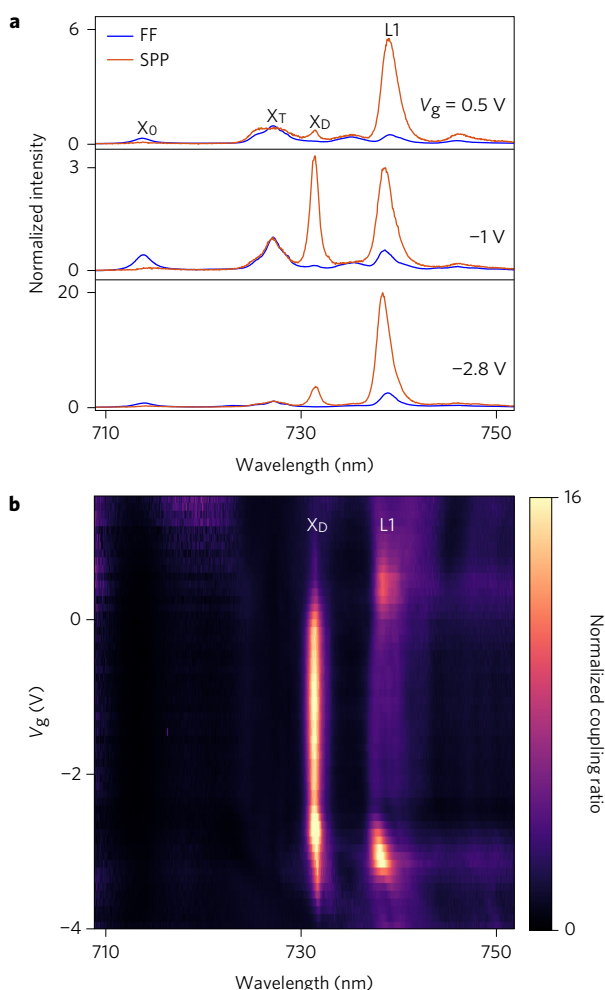 a
6
FF
SPP
L1
X0
XT
XD
Vg = 0.5 V
0
3
−1 V
0
20
−2.8 V
0
Normalized intensity
710
730
750
Wavelength (nm)
b
XD
L1
16
0
−2
−4
Vg (V)
0
Normalized coupling ratio
710
730
750
Wavelength (nm)